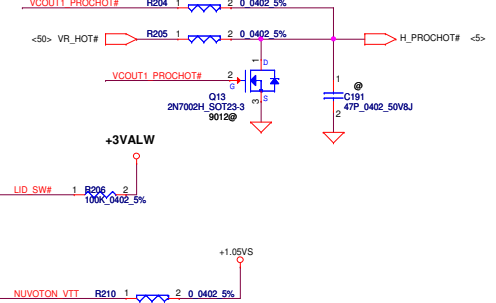 VCOUT1_PROCHOT# R204 1 2 0_0402_5%
<50> VR_HOT# R205 1 2 0_0402_5% H_PROCHOT# <5>
VCOUT1_PROCHOT# 2 G 1 D 3 S
Q13
2N7002H_SOT23-3
9012@
1 @
C191
47P_0402_50V8J
2
+3VALW
LID_SW# 1 R206 2
100K_0402_5%
+1.05VS
NUVOTON_VTT R210 1 2 0_0402_5%